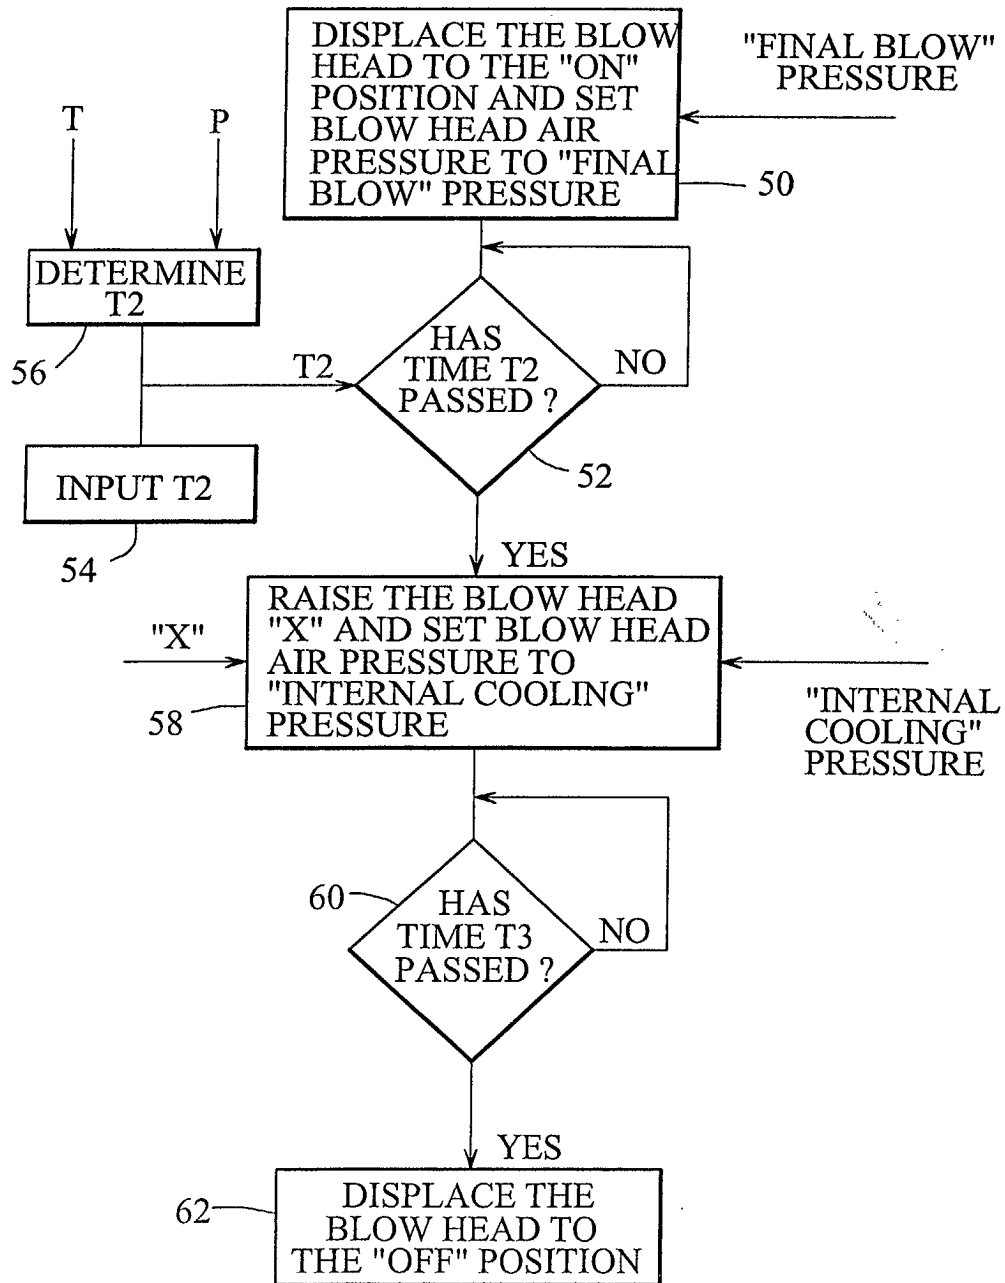 DISPLACE THE BLOW
HEAD TO THE "ON"
POSITION AND SET
BLOW HEAD AIR
PRESSURE TO "FINAL
BLOW" PRESSURE
"FINAL BLOW"
PRESSURE
50
T
P
DETERMINE
T2
56
T2
HAS
TIME T2
PASSED ?
NO
52
INPUT T2
54
YES
RAISE THE BLOW HEAD
"X" AND SET BLOW HEAD
AIR PRESSURE TO
"INTERNAL COOLING"
PRESSURE
"X"
58
"INTERNAL
COOLING"
PRESSURE
60
HAS
TIME T3
PASSED ?
NO
YES
62
DISPLACE THE
BLOW HEAD TO
THE "OFF" POSITION